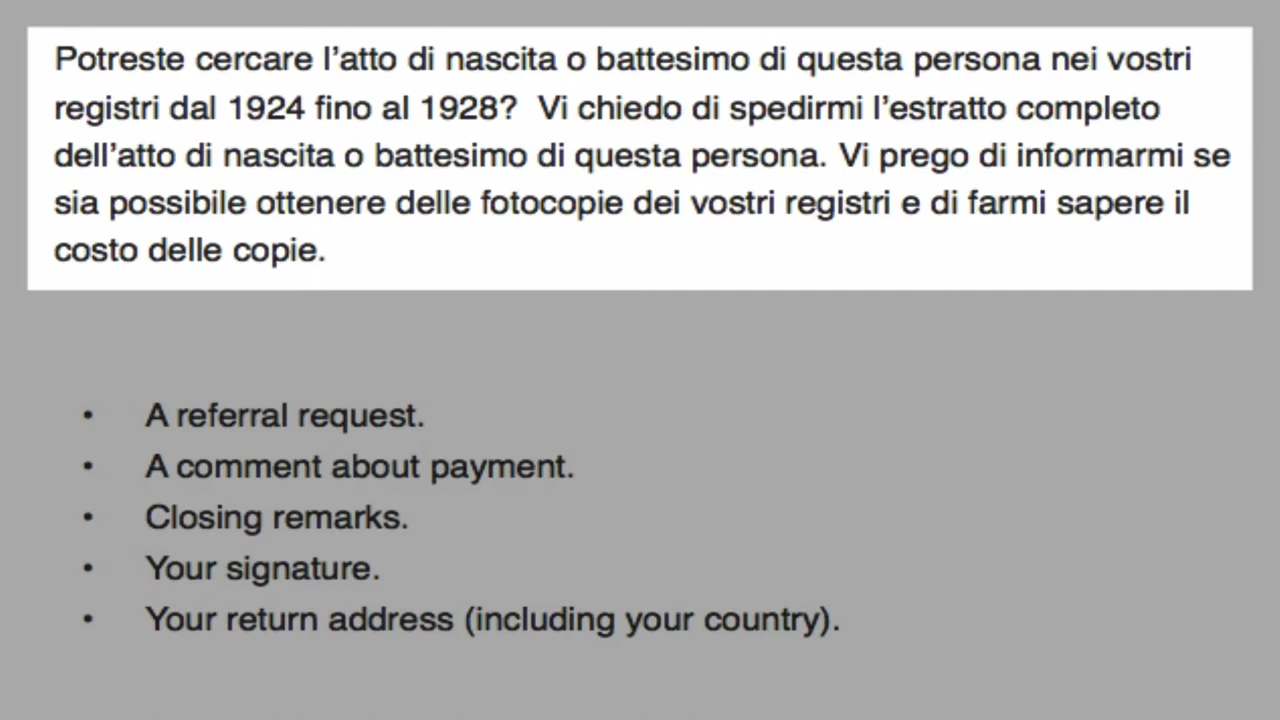 Potreste cercare l’atto di nascita o battesimo di questa persona nei vostri
registri dal 1924 fino al 1928?  Vi chiedo di spedirmi l’estratto completo
dell’atto di nascita o battesimo di questa persona. Vi prego di informarmi se
sia possibile ottenere delle fotocopie dei vostri registri e di farmi sapere il
costo delle copie.
• A referral request.
• A comment about payment.
• Closing remarks.
• Your signature.
• Your return address (including your country).